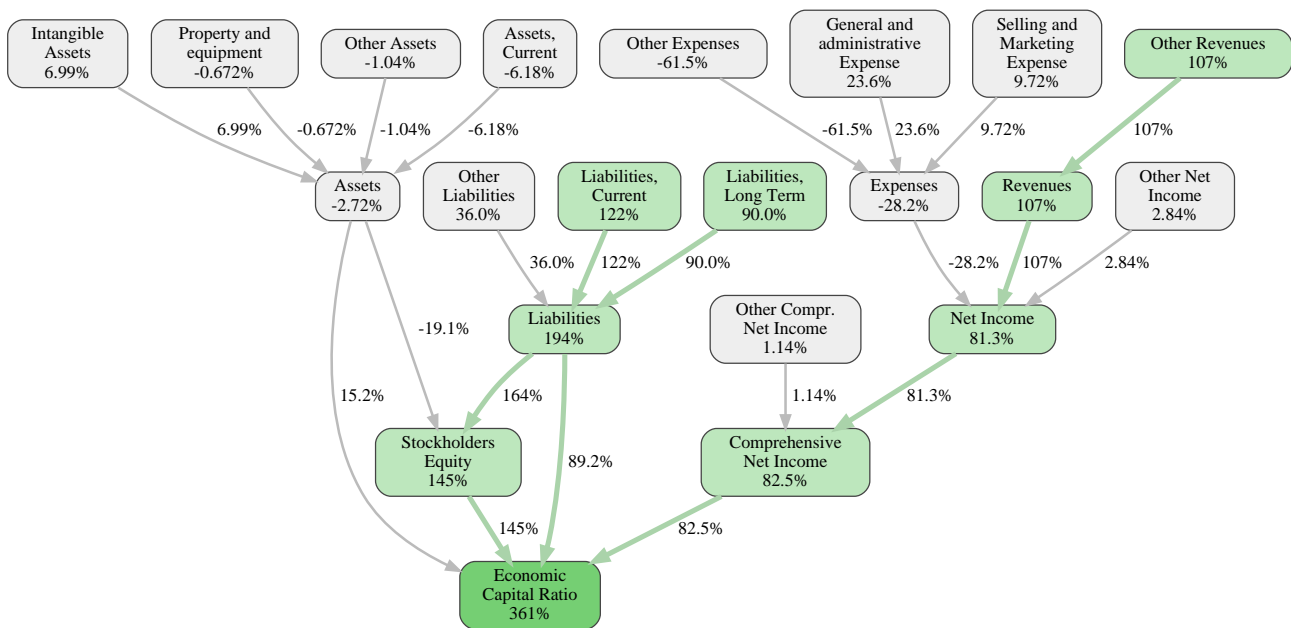 Intangible
Assets
6.99%
Property and
equipment
-0.672%
Other Assets
-1.04%
Assets,
Current
-6.18%
Other Expenses
-61.5%
General and
administrative
Expense
23.6%
Selling and
Marketing
Expense
9.72%
Other Revenues
107%
6.99%
-0.672%
-1.04%
-6.18%
-61.5%
23.6%
9.72%
107%
Assets
-2.72%
Other
Liabilities
36.0%
Liabilities,
Current
122%
Liabilities,
Long Term
90.0%
Expenses
-28.2%
Revenues
107%
Other Net
Income
2.84%
36.0%
122%
90.0%
-28.2%
107%
2.84%
Liabilities
194%
Other Compr.
Net Income
1.14%
Net Income
81.3%
-19.1%
15.2%
164%
89.2%
1.14%
81.3%
Stockholders
Equity
145%
Comprehensive
Net Income
82.5%
145%
82.5%
Economic
Capital Ratio
361%